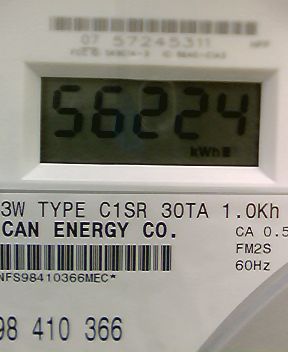 07 57245311
56224
kWh
3W TYPE C1SR 30TA 1.0Kh
CAN ENERGY CO.
CA 0.5
FM2S
60Hz
NFS98410366MEC*
98 410 366